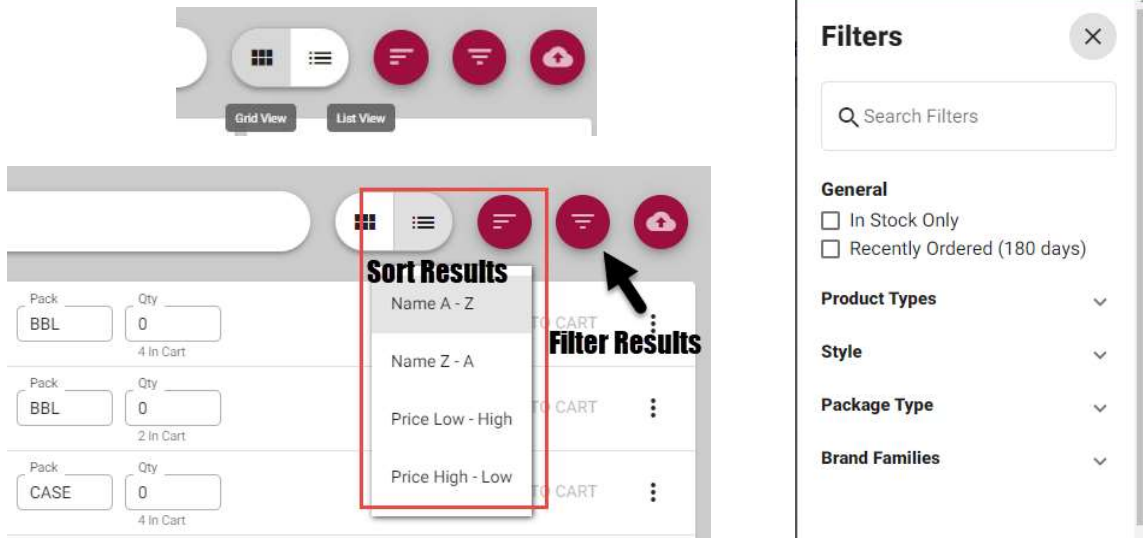 Grid View
List View
Sort Results
Name A - Z
Name Z - A
Price Low - High
Price High - Low
Filter Results
Pack
BBL
Qty
0
4 In Cart
TO CART
Pack
BBL
Qty
0
2 In Cart
TO CART
Pack
CASE
Qty
0
4 In Cart
TO CART
Filters
Search Filters
General
In Stock Only
Recently Ordered (180 days)
Product Types
Style
Package Type
Brand Families